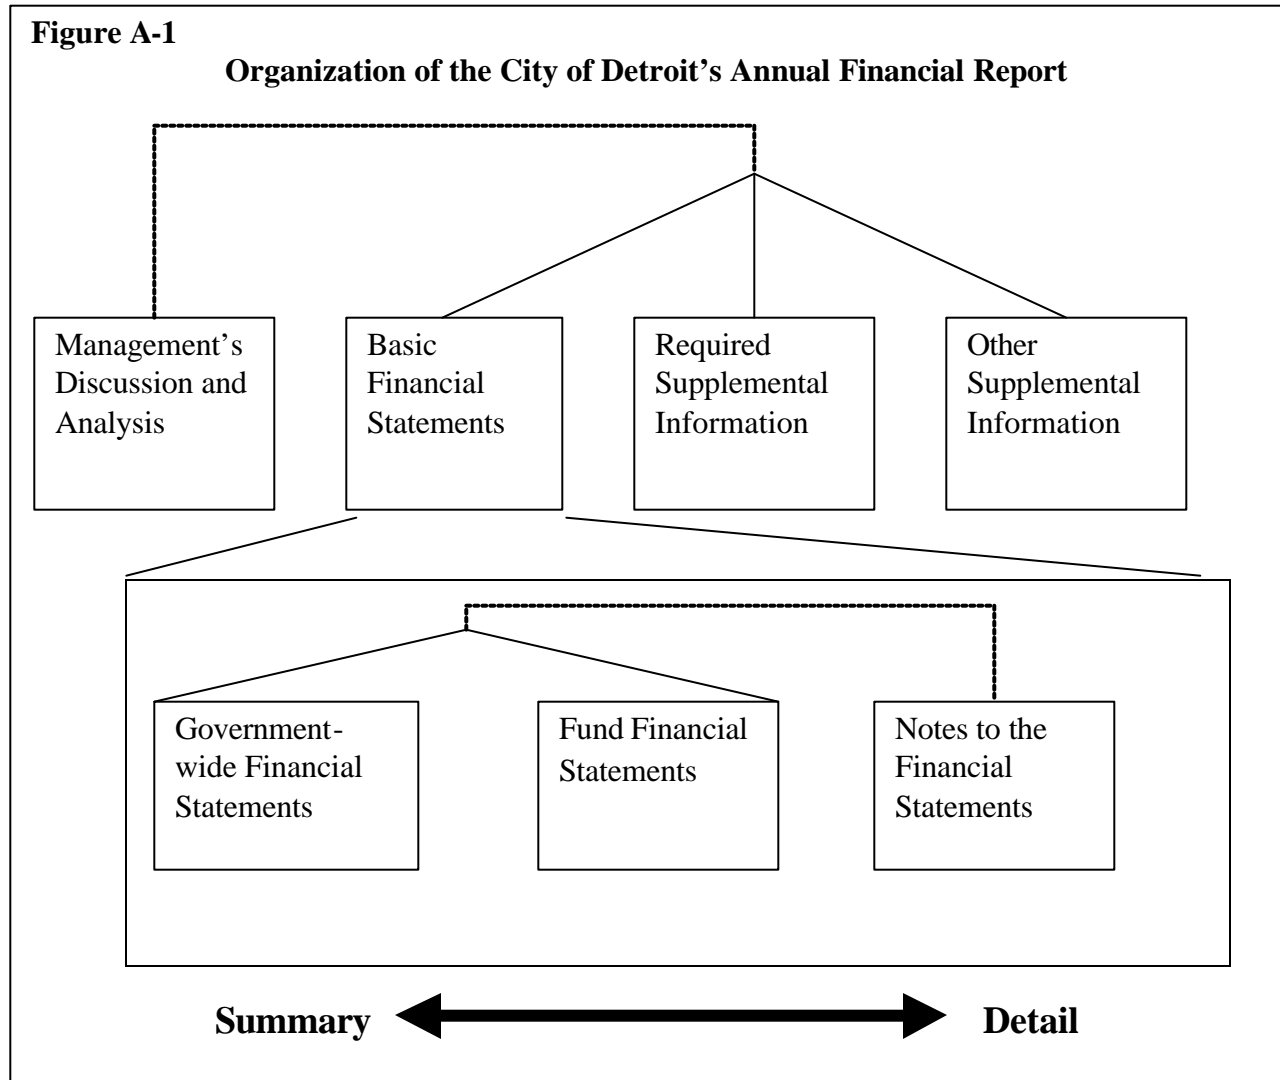 Figure A-1
Organization of the City of Detroit’s Annual Financial Report
Management’s
Discussion and
Analysis
Basic
Financial
Statements
Required
Supplemental
Information
Other
Supplemental
Information
Government-
wide Financial
Statements
Fund Financial
Statements
Notes to the
Financial
Statements
Summary
Detail